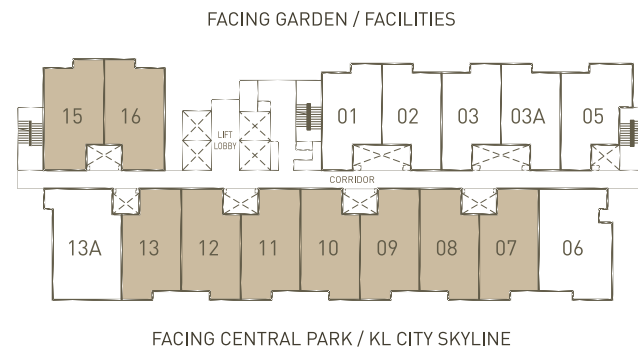 FACING GARDEN / FACILITIES
15
16
LIFT
LOBBY
01
02
03
03A
05
CORRIDOR
13A
13
12
11
10
09
08
07
06
FACING CENTRAL PARK / KL CITY SKYLINE